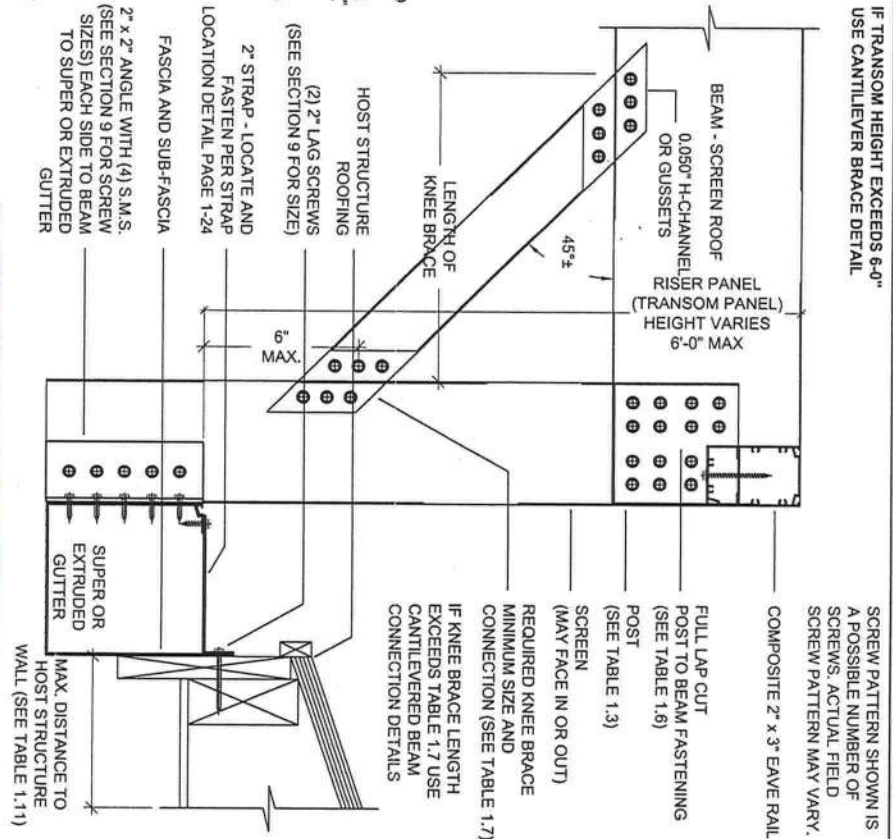 IF TRANSOM HEIGHT EXCEEDS 6'-0"
USE CANTILIEVER BRACE DETAIL
BEAM - SCREEN ROOF
0.050" H-CHANNEL
OR GUSSETS
RISER PANEL
(TRANSOM PANEL)
HEIGHT VARIES
6'-0" MAX
45°±
LENGTH OF
KNEE BRACE
6"
MAX.
HOST STRUCTURE
ROOFING
(2) 2" LAG SCREWS
(SEE SECTION 9 FOR SIZE)
2" STRAP - LOCATE AND
FASTEN PER STRAP
LOCATION DETAIL PAGE 1-24
FASCIA AND SUB-FASCIA
2" x 2" ANGLE WITH (4) S.M.S.
(SEE SECTION 9 FOR SCREW
SIZES) EACH SIDE TO BEAM
TO SUPER OR EXTRUDED
GUTTER
SCREW PATTERN SHOWN IS
A POSSIBLE NUMBER OF
SCREWS. ACTUAL FIELD
SCREW PATTERN MAY VARY.
COMPOSITE 2" x 3" EAVE RAIL
FULL LAP CUT
POST TO BEAM FASTENING
(SEE TABLE 1.6)
POST
(SEE TABLE 1.3)
SCREEN
(MAY FACE IN OR OUT)
REQUIRED KNEE BRACE
MINIMUM SIZE AND
CONNECTION (SEE TABLE 1.7)
IF KNEE BRACE LENGTH
EXCEEDS TABLE 1.7 USE
CANTILEVERED BEAM
CONNECTION DETAILS
SUPER OR
EXTRUDED
GUTTER
MAX. DISTANCE TO
HOST STRUCTURE
WALL (SEE TABLE 1.11)